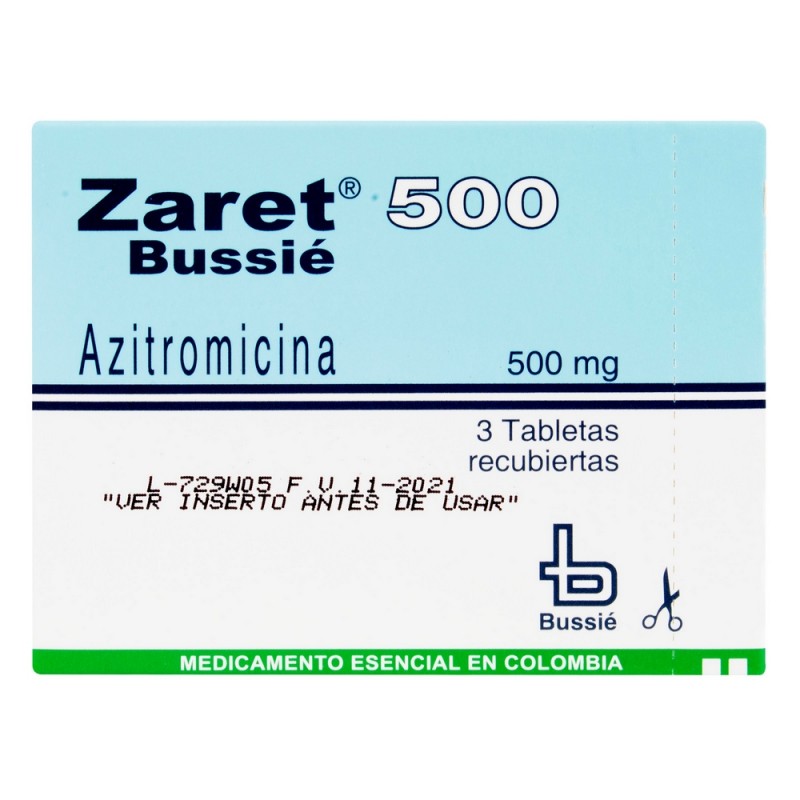 Zaret® 500
Bussié
Azitromicina
500 mg
3 Tabletas
recubiertas
L-729W05 F.V.11-2021
"VER INSERTO ANTES DE USAR"
Bussié
MEDICAMENTO ESENCIAL EN COLOMBIA